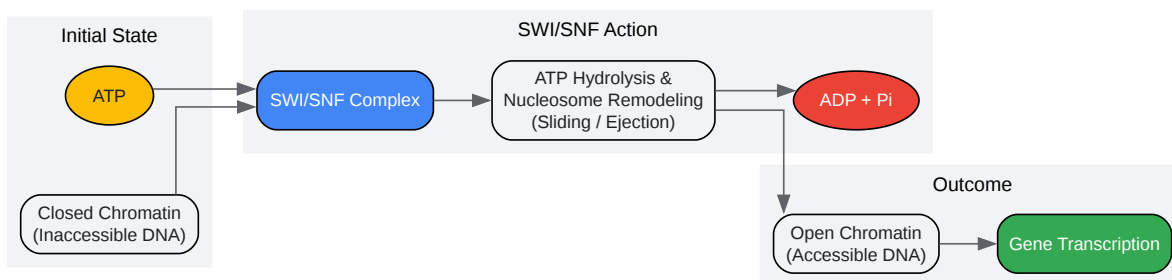 Initial State
ATP
Closed Chromatin
(Inaccessible DNA)
SWI/SNF Action
SWI/SNF Complex
ATP Hydrolysis &
Nucleosome Remodeling
(Sliding / Ejection)
ADP + Pi
Outcome
Open Chromatin
(Accessible DNA)
Gene Transcription